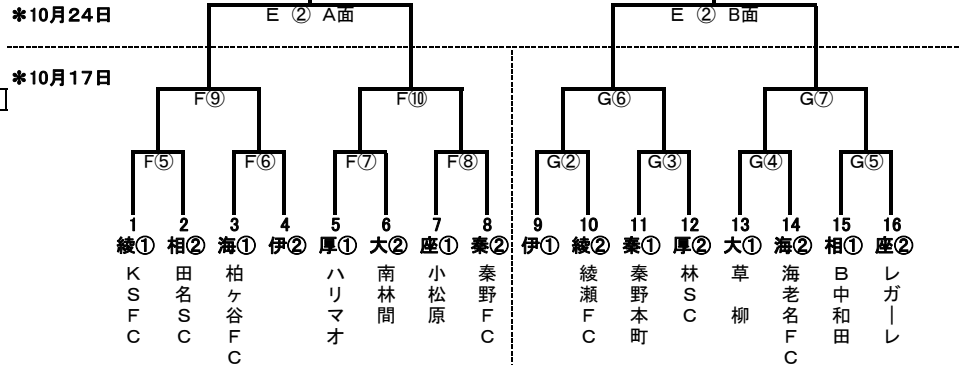 ＊10月24日
Ｅ ② Ａ面
Ｅ ② Ｂ面
＊10月17日
Ｆ⑨
Ｆ⑩
Ｇ⑥
Ｇ⑦
Ｆ⑤
Ｆ⑥
Ｆ⑦
Ｆ⑧
Ｇ②
Ｇ③
Ｇ④
Ｇ⑤
1 2 3 4 5 6 7 8 9 10 11 12 13 14 15 16
綾① 相② 海① 伊② 厚① 大② 座① 秦② 伊① 綾② 秦① 厚② 大① 海② 相① 座②
ＫＳＦＣ
田名ＳＣ
柏ヶ谷ＦＣ
ハリマオ
南林間
小松原
秦野ＦＣ
綾瀬ＦＣ
秦野本町
林ＳＣ
草柳
海老名ＦＣ
Ｂ中和田
レガーレ